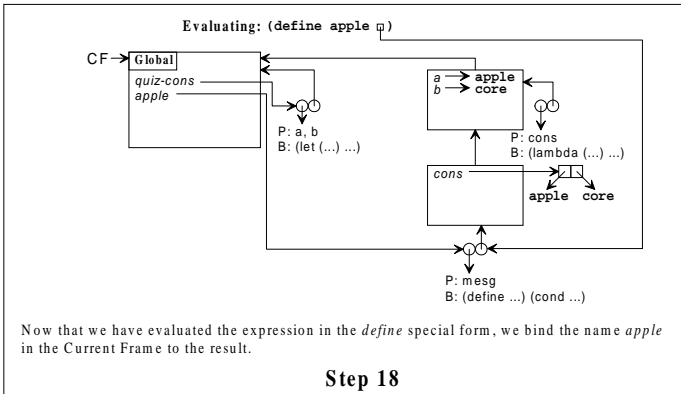 Evaluating: (define apple )
CF
Global
quiz-cons
apple
P: a, b
B: (let (...) ...)
a apple
b core
P: cons
B: (lambda (...) ...)
cons
apple core
P: mesg
B: (define ...) (cond ...)
Now that we have evaluated the expression in the define special form, we bind the name apple
in the Current Frame to the result.
Step 18